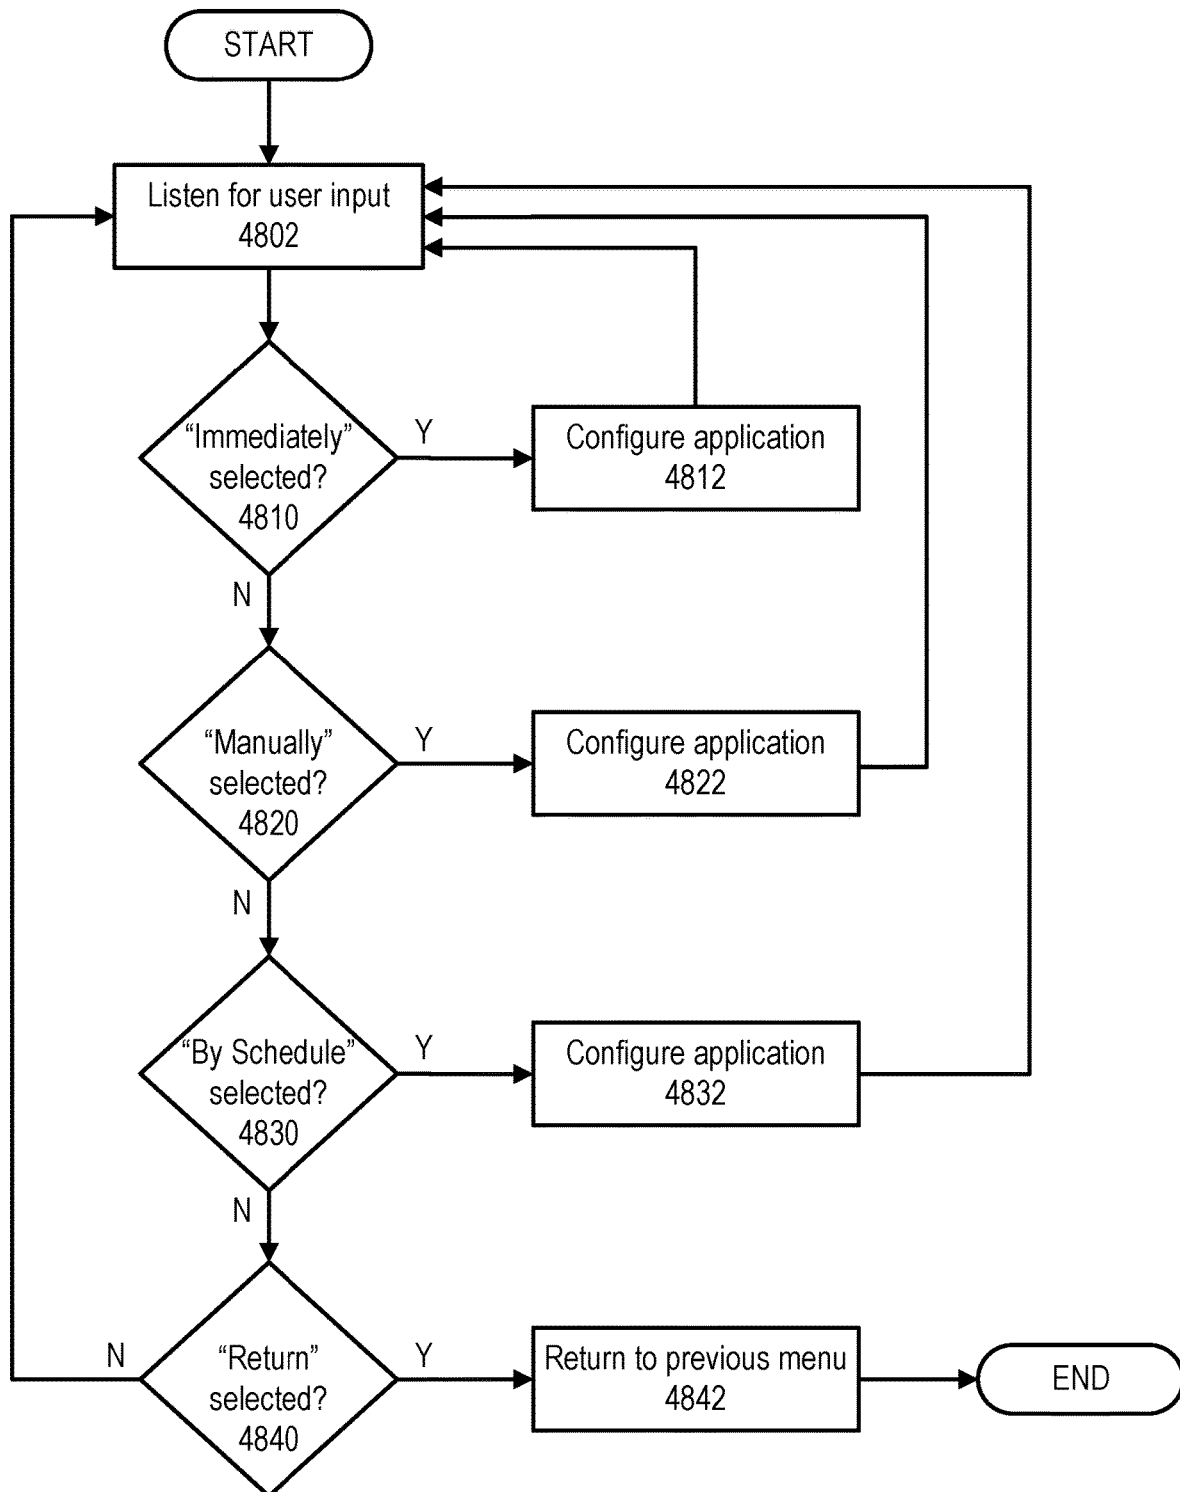 START
Listen for user input
4802
“Immediately”
selected?
4810
Y
Configure application
4812
N
“Manually”
selected?
4820
Y
Configure application
4822
N
“By Schedule”
selected?
4830
Y
Configure application
4832
N
N
“Return”
selected?
4840
Y
Return to previous menu
4842
END